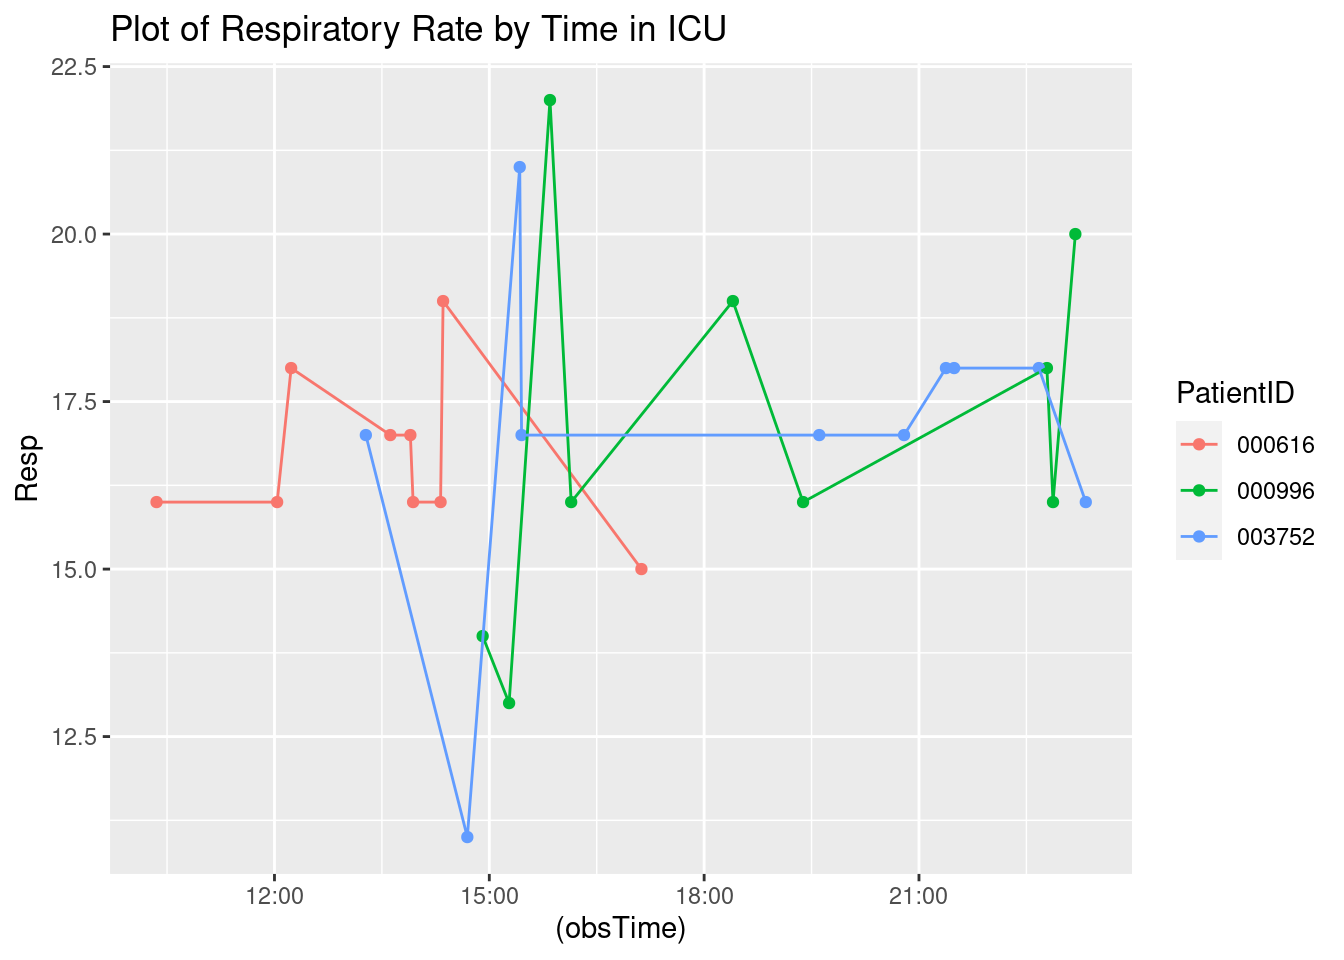 Plot of Respiratory Rate by Time in ICU
22.5
20.0
17.5
15.0
12.5
Resp
12:00 15:00 18:00 21:00
(obsTime)
PatientID
000616
000996
003752